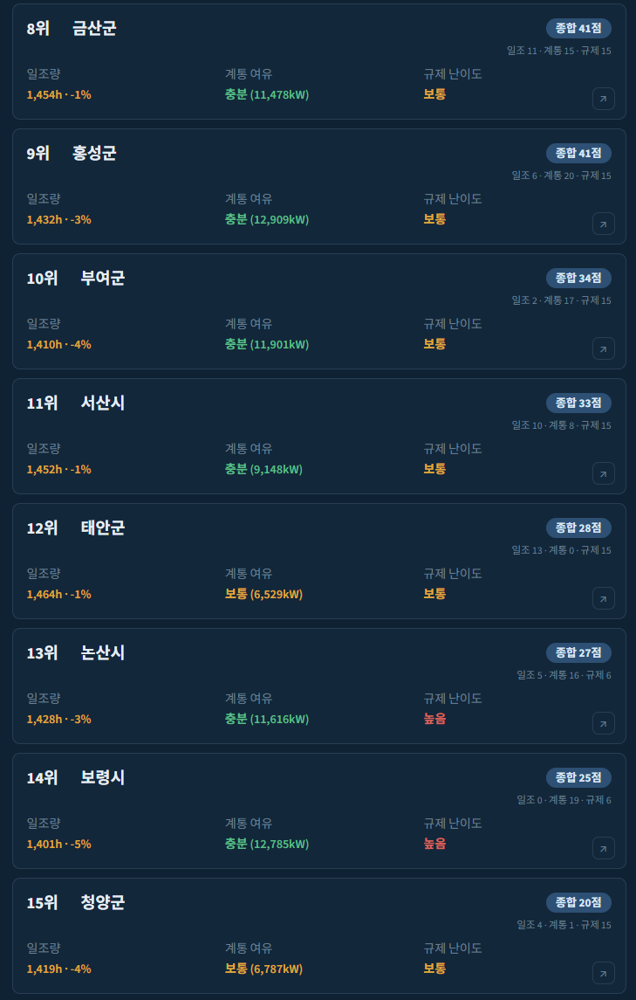 8위 금산군 종합 41점
일조 11 · 계통 15 · 규제 15
일조량 계통 여유 규제 난이도
1,454h · -1% 충분 (11,478kW) 보통
9위 홍성군 종합 41점
일조 6 · 계통 20 · 규제 15
일조량 계통 여유 규제 난이도
1,432h · -3% 충분 (12,909kW) 보통
10위 부여군 종합 34점
일조 2 · 계통 17 · 규제 15
일조량 계통 여유 규제 난이도
1,410h · -4% 충분 (11,901kW) 보통
11위 서산시 종합 33점
일조 10 · 계통 8 · 규제 15
일조량 계통 여유 규제 난이도
1,452h · -1% 충분 (9,148kW) 보통
12위 태안군 종합 28점
일조 13 · 계통 0 · 규제 15
일조량 계통 여유 규제 난이도
1,464h · -1% 보통 (6,529kW) 보통
13위 논산시 종합 27점
일조 5 · 계통 16 · 규제 6
일조량 계통 여유 규제 난이도
1,428h · -3% 충분 (11,616kW) 높음
14위 보령시 종합 25점
일조 0 · 계통 19 · 규제 6
일조량 계통 여유 규제 난이도
1,401h · -5% 충분 (12,785kW) 높음
15위 청양군 종합 20점
일조 4 · 계통 1 · 규제 15
일조량 계통 여유 규제 난이도
1,419h · -4% 보통 (6,787kW) 보통